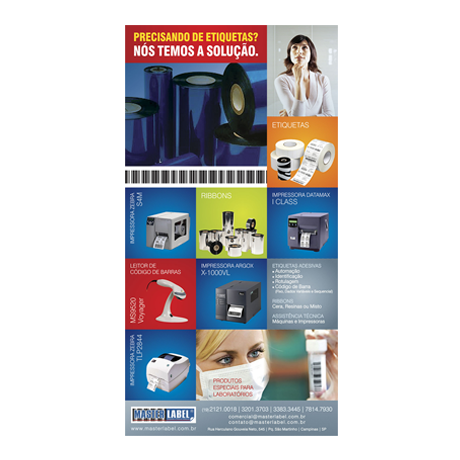 PRECISANDO DE ETIQUETAS?
NÓS TEMOS A SOLUÇÃO.
ETIQUETAS
IMPRESSORA ZEBRA
S4M
RIBBONS
IMPRESSORA DATAMAX
I CLASS
LEITOR DE
CÓDIGO DE BARRAS
MS9520
Voyager
IMPRESSORA ARGOX
X-1000VL
ETIQUETAS ADESIVAS
• Automação
• Identificação
• Rotulagem
• Código de Barra
RIBBONS
Cera, Resinas ou Misto
ASSISTÊNCIA TÉCNICA
Máquinas e Impressoras
IMPRESSORA ZEBRA
TLP2844
PRODUTOS
ESPECIAIS PARA
LABORATÓRIOS.
MASTER LABEL
www.masterlabel.com.br
2121.0018 | 3201.3703 | 3383.3445 | 7814.7930
comercial@masterlabel.com.br
contato@masterlabel.com.br